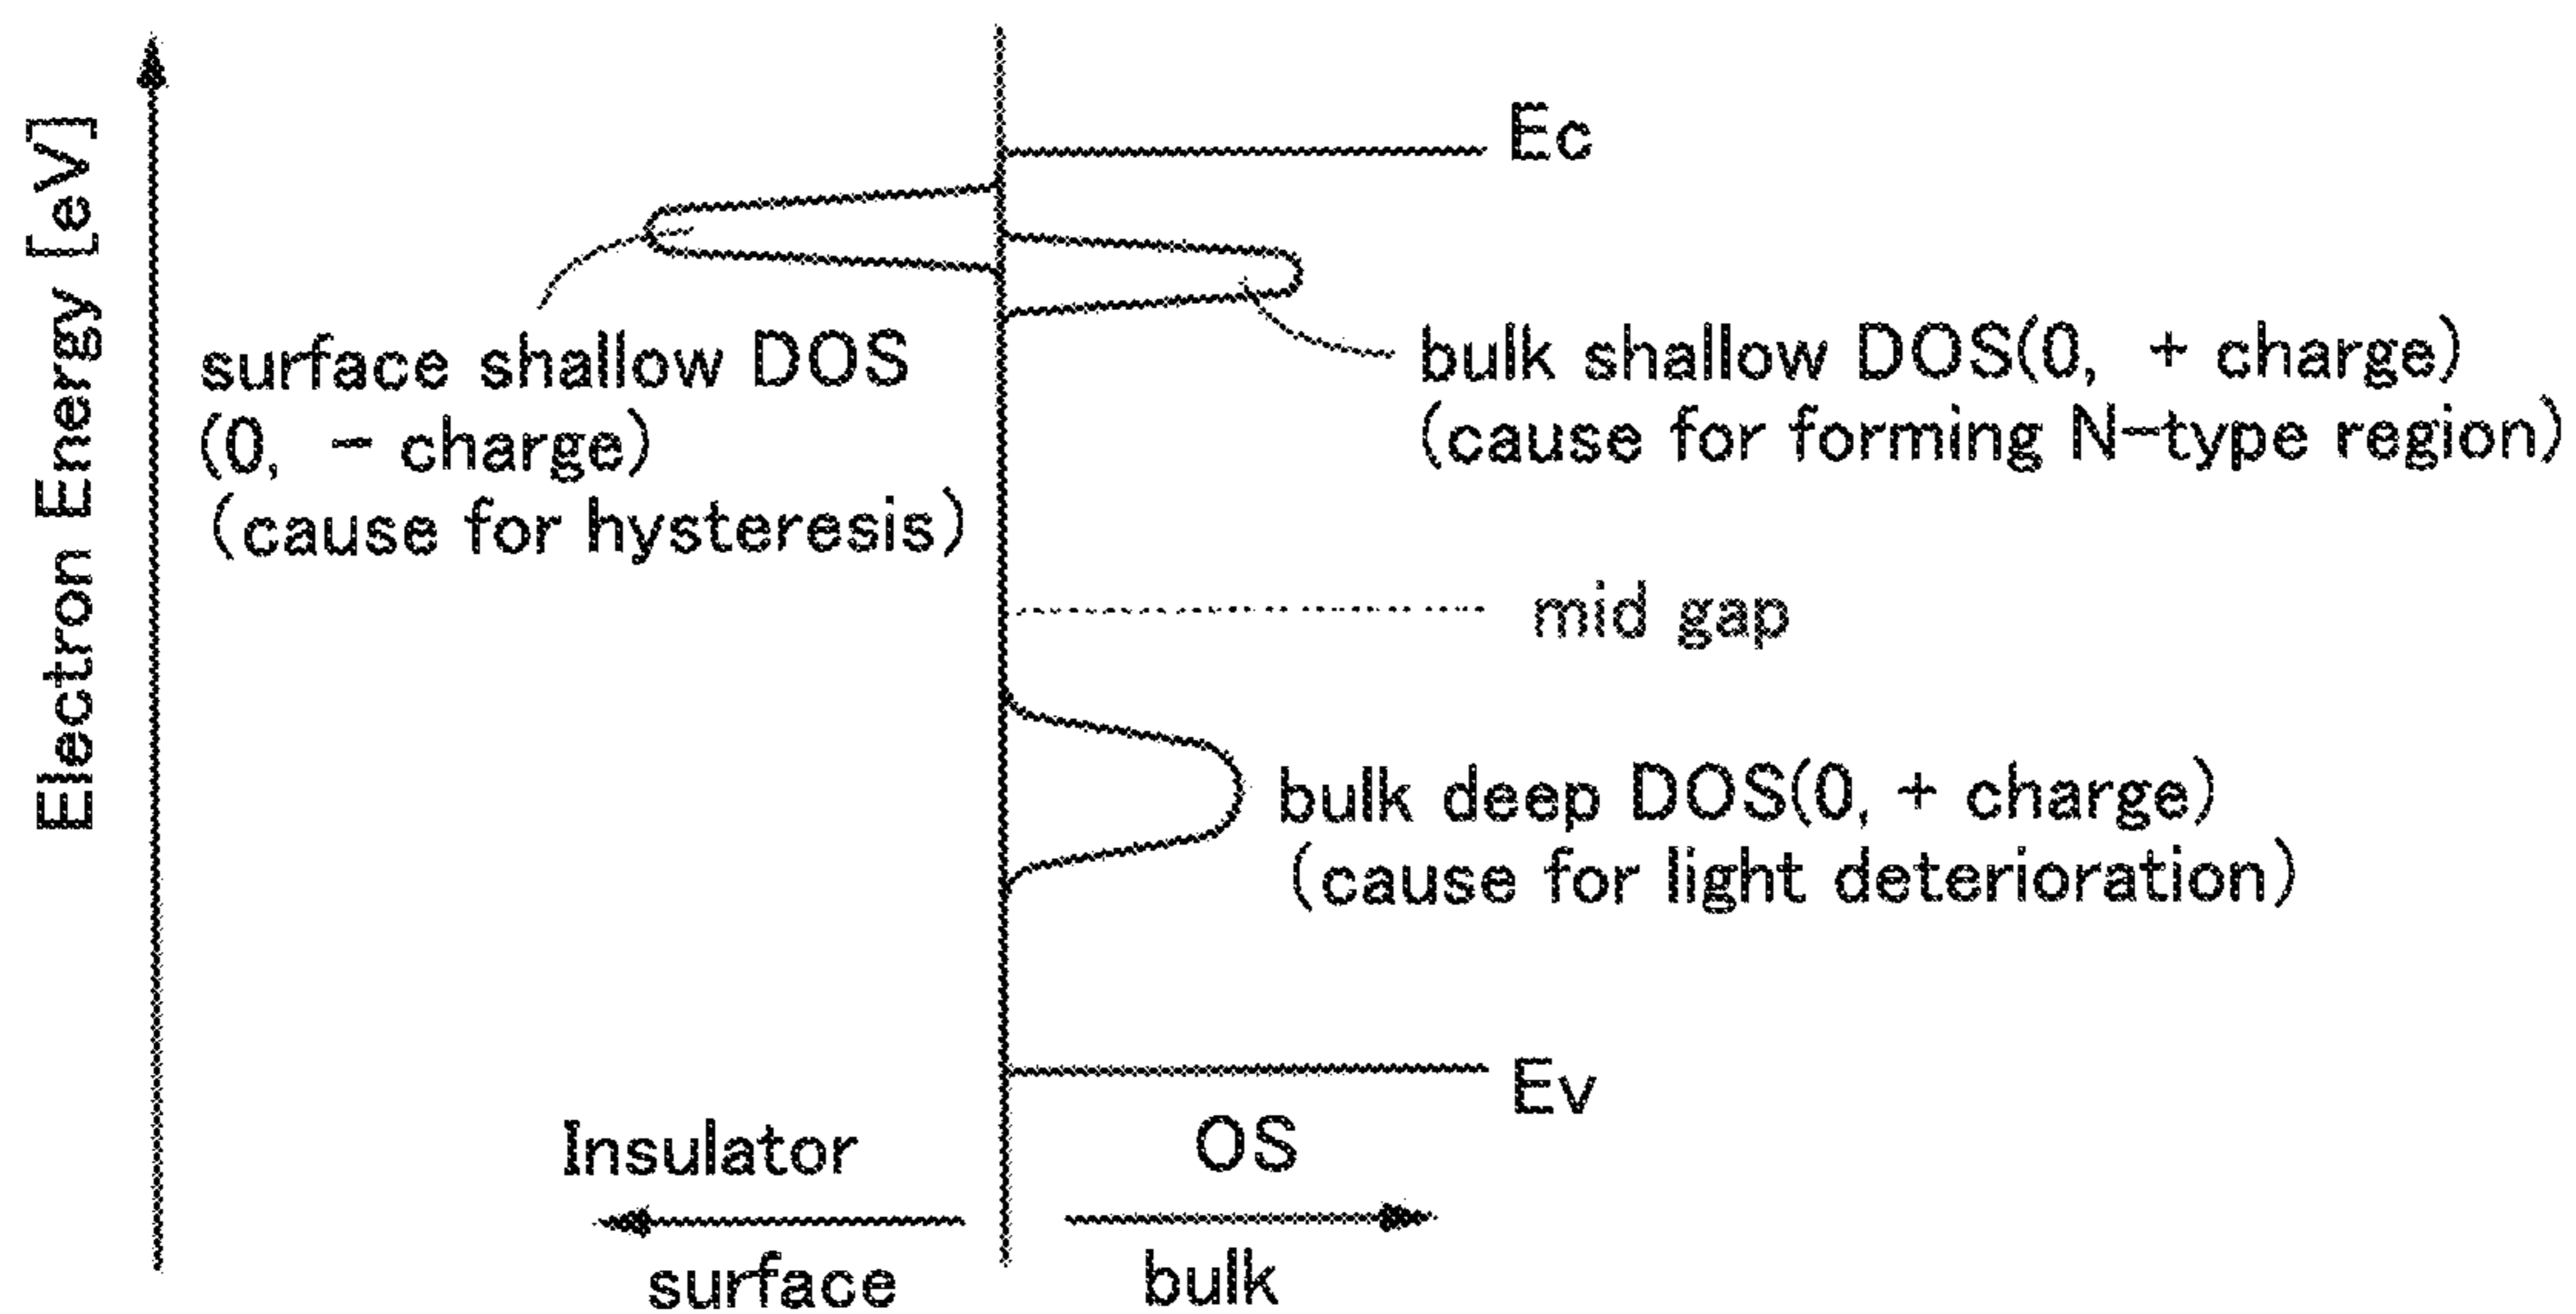 Electron Energy [eV]
Ec
surface shallow DOS
(0, - charge)
(cause for hysteresis)
bulk shallow DOS(0, + charge)
(cause for forming N-type region)
mid gap
bulk deep DOS(0, + charge)
(cause for light deterioration)
Ev
Insulator
OS
surface
bulk